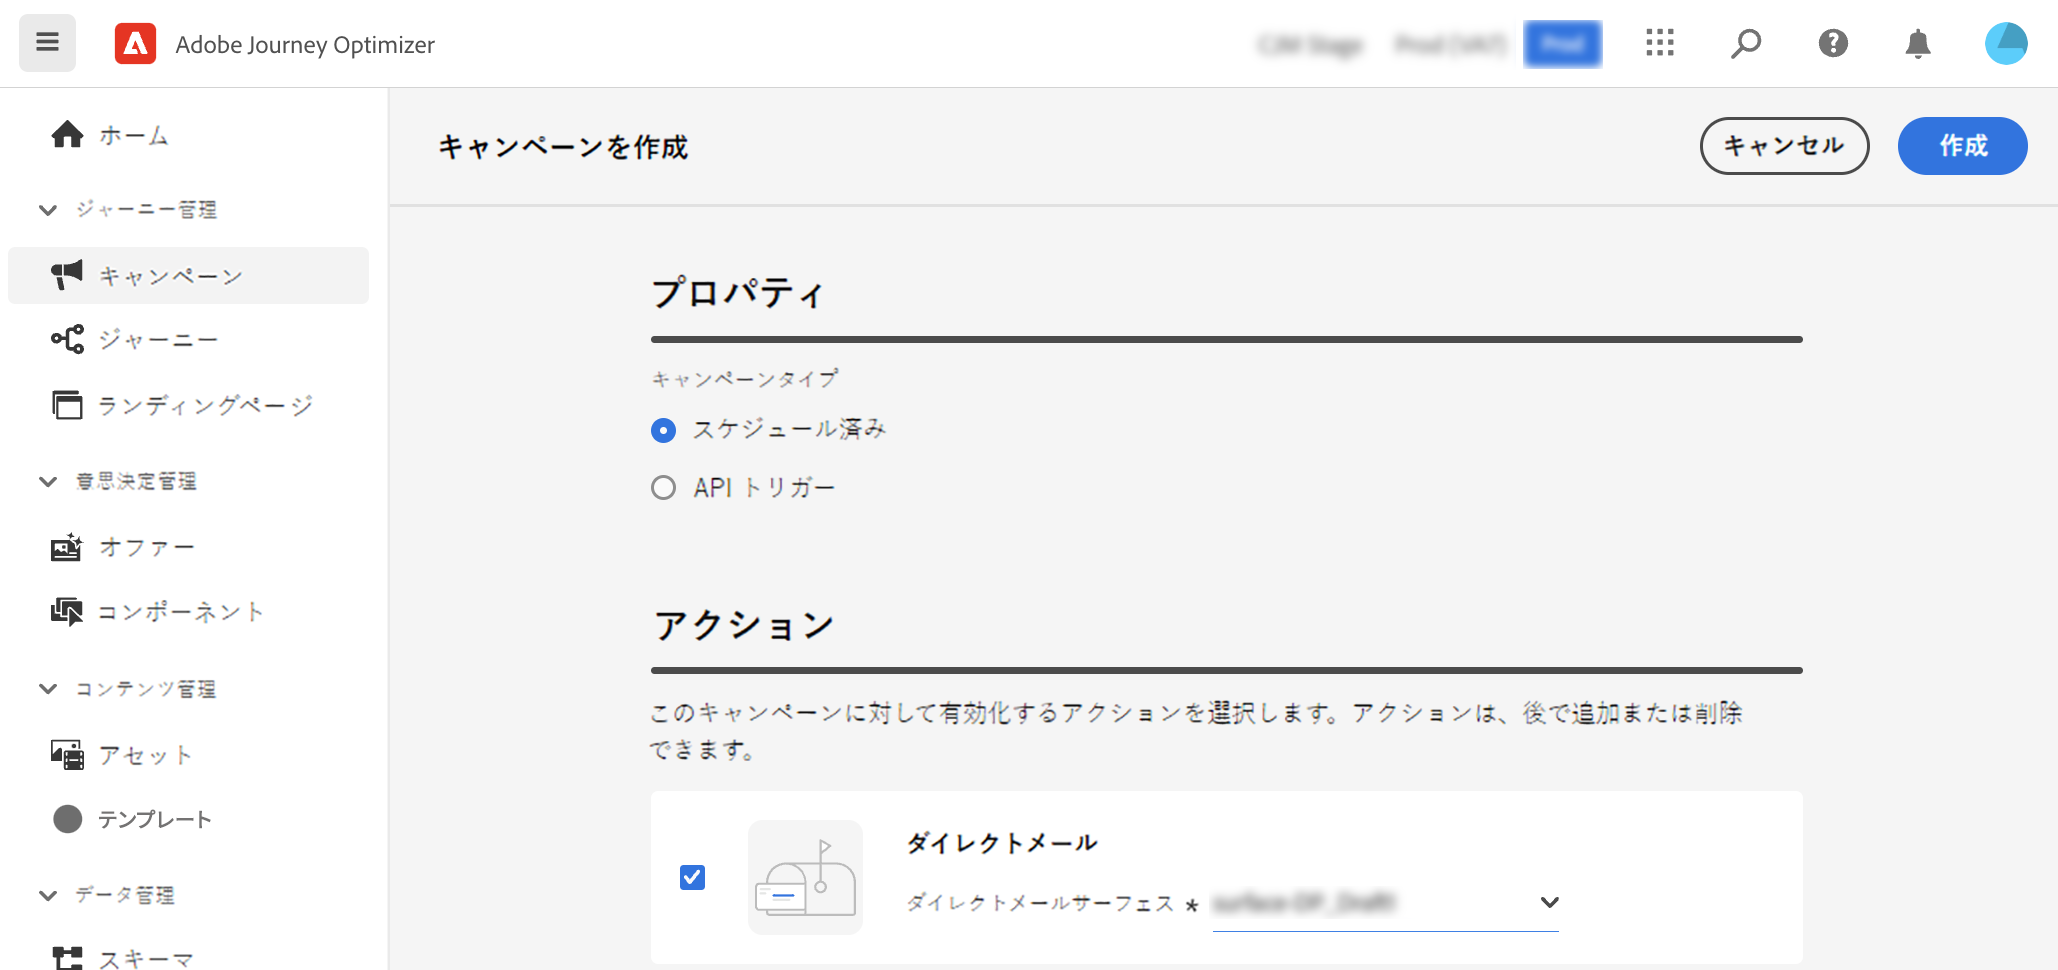 Adobe Journey Optimizer
Prod
ホーム
ジャーニー管理
キャンペーン
ジャーニー
ランディングページ
意思決定管理
オファー
コンポーネント
コンテンツ管理
アセット
テンプレート
データ管理
スキーマ
キャンペーンを作成
キャンセル
作成
プロパティ
キャンペーンタイプ
スケジュール済み
API トリガー
アクション
このキャンペーンに対して有効化するアクションを選択します。アクションは、後で追加または削除
できます。
ダイレクトメール
ダイレクトメールサーフェス *